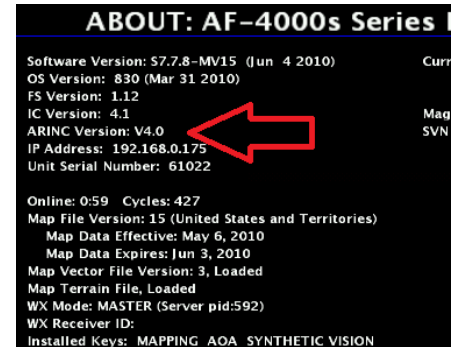 ABOUT: AF-4000s Series
Software Version: S7.7.8-MV15 (Jun 4 2010)
OS Version: 830 (Mar 31 2010)
FS Version: 1.12
IC Version: 4.1
ARINC Version: V4.0
IP Address: 192.168.0.175
Unit Serial Number: 61022
Curr
Mag
SVN
Online: 0:59 Cycles: 427
Map File Version: 15 (United States and Territories)
Map Data Effective: May 6, 2010
Map Data Expires: Jun 3, 2010
Map Vector File Version: 3, Loaded
Map Terrain File, Loaded
WX Mode: MASTER (Server pid:592)
WX Receiver ID:
Installed Keys: MAPPING AOA SYNTHETIC VISION